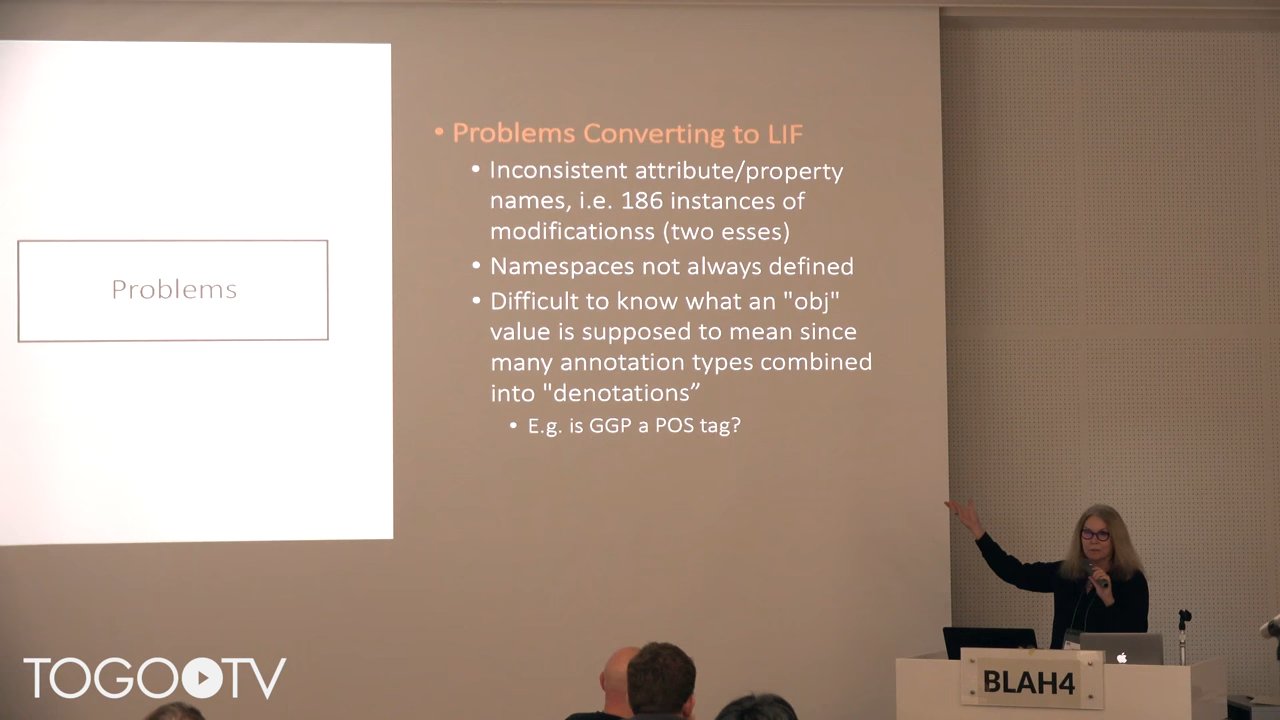 Problems
• Problems Converting to LIF
• Inconsistent attribute/property
names, i.e. 186 instances of
modificationss (two esses)
• Namespaces not always defined
• Difficult to know what an "obj"
value is supposed to mean since
many annotation types combined
into "denotations”
• E.g. is GGP a POS tag?
BLAH4
TOGOTV